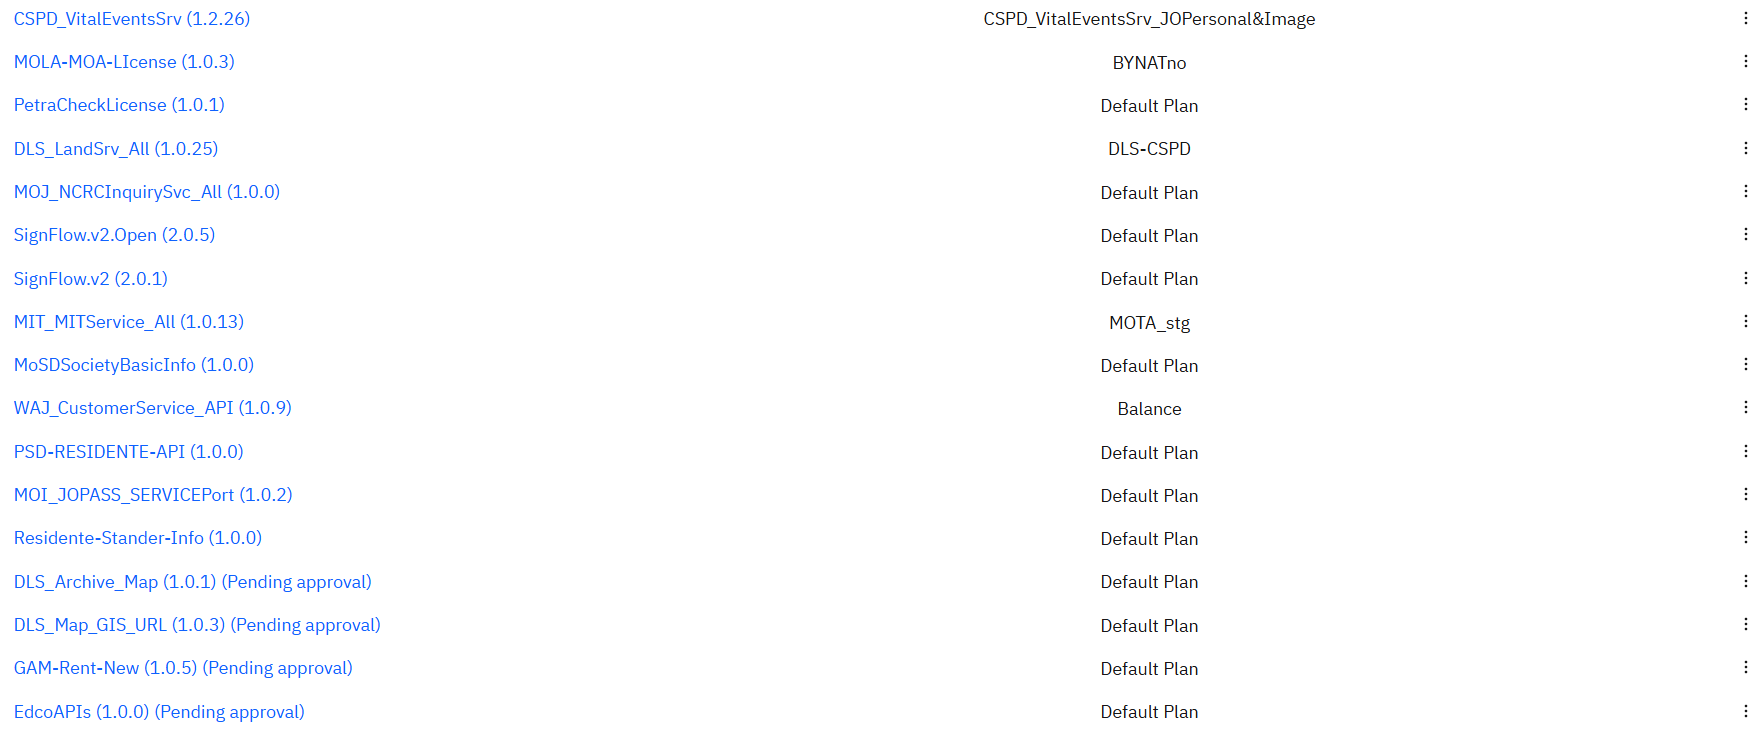 CSPD_VitalEventsSrv (1.2.26) CSPD_VitalEventsSrv_JOPersonal&Image
MOLA-MOA-LIcense (1.0.3) BYNATno
PetraCheckLicense (1.0.1) Default Plan
DLS_LandSrv_All (1.0.25) DLS-CSPD
MOJ_NCRCInquirySvc_All (1.0.0) Default Plan
SignFlow.v2.Open (2.0.5) Default Plan
SignFlow.v2 (2.0.1) Default Plan
MIT_MITService_All (1.0.13) MOTA_stg
MoSDSocietyBasicInfo (1.0.0) Default Plan
WAJ_CustomerService_API (1.0.9) Balance
PSD-RESIDENTE-API (1.0.0) Default Plan
MOI_JOPASS_SERVICEPort (1.0.2) Default Plan
Residente-Stander-Info (1.0.0) Default Plan
DLS_Archive_Map (1.0.1) (Pending approval) Default Plan
DLS_Map_GIS_URL (1.0.3) (Pending approval) Default Plan
GAM-Rent-New (1.0.5) (Pending approval) Default Plan
EdcoAPIs (1.0.0) (Pending approval) Default Plan